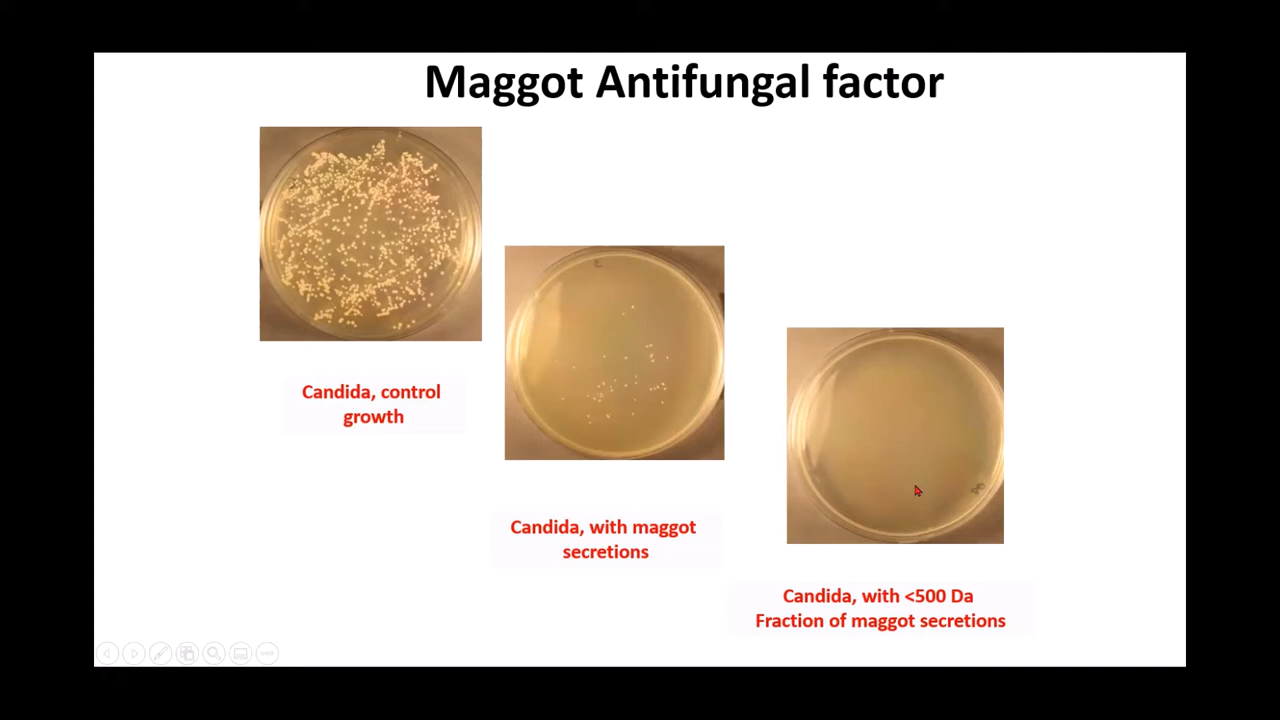 Maggot Antifungal factor
Candida, control
growth
Candida, with maggot
secretions
Candida, with <500 Da
Fraction of maggot secretions